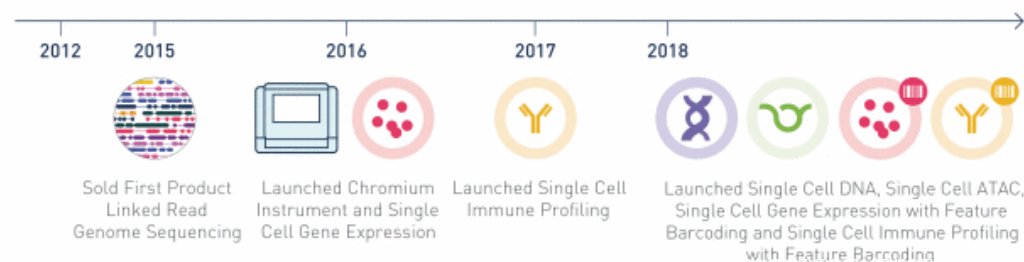 2012 2015 2016 2017 2018
Sold First Product
Linked Read
Genome Sequencing
Launched Chromium
Instrument and Single
Cell Gene Expression
Launched Single Cell
Immune Profiling
Launched Single Cell DNA, Single Cell ATAC,
Single Cell Gene Expression with Feature
Barcoding and Single Cell Immune Profiling
with Feature Barcoding